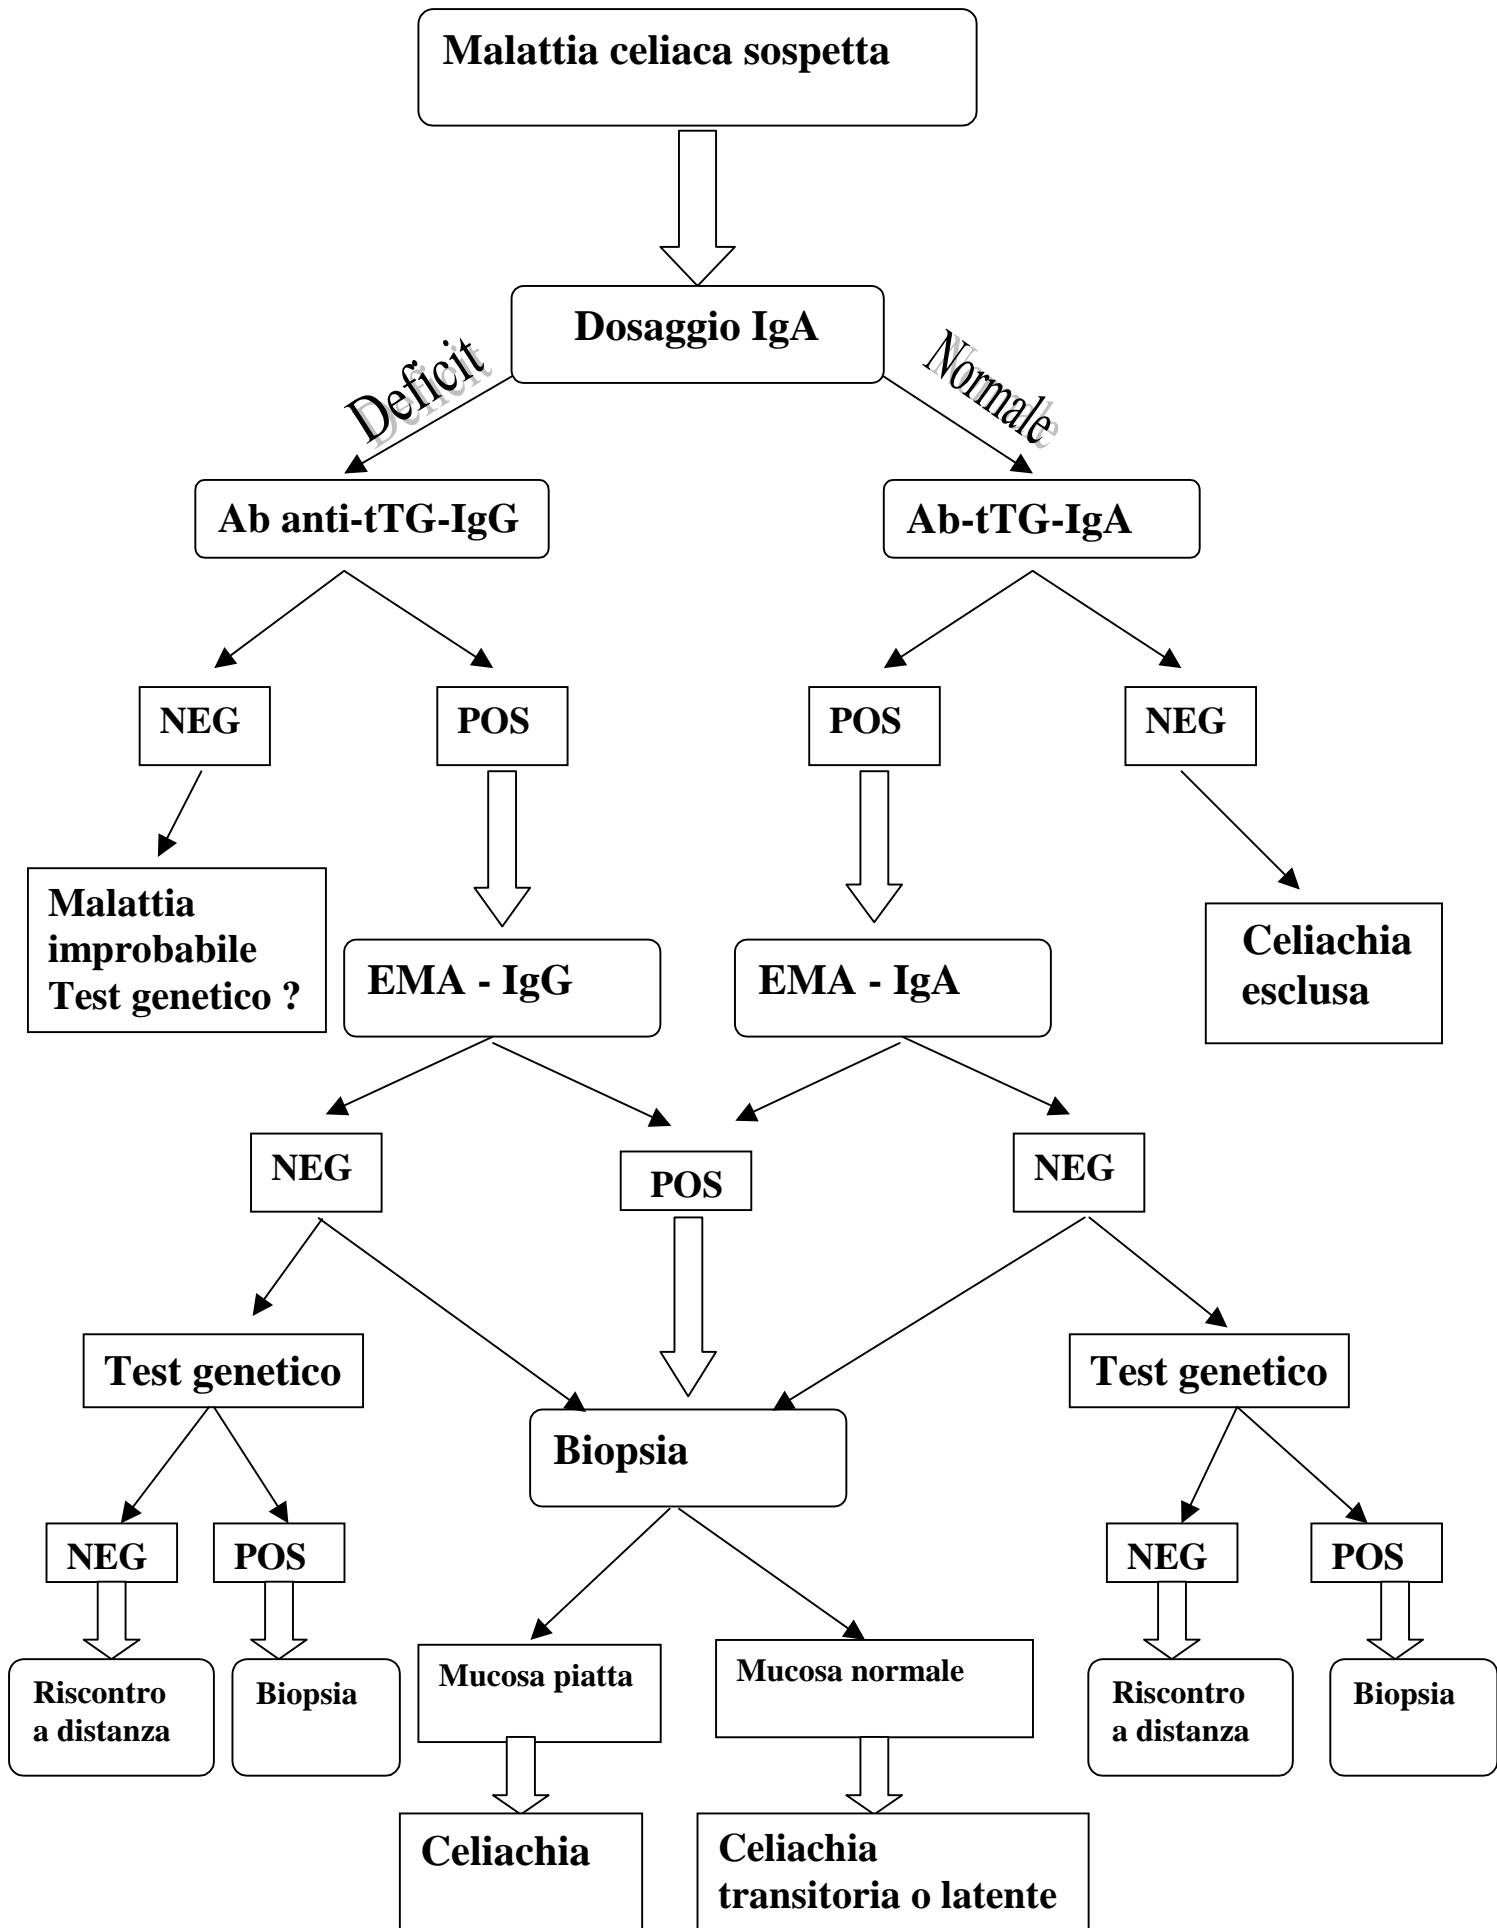 Malattia celiaca sospetta
Dosaggio IgA
Deficit
Normale
Ab anti-tTG-IgG
Ab-tTG-IgA
NEG
POS
POS
NEG
Malattia
improbabile
Test genetico ?
EMA - IgG
EMA - IgA
Celiachia
esclusa
NEG
POS
NEG
Test genetico
Test genetico
Biopsia
NEG
POS
NEG
POS
Riscontro
a distanza
Biopsia
Mucosa piatta
Mucosa normale
Riscontro
a distanza
Biopsia
Celiachia
Celiachia
transitoria o latente